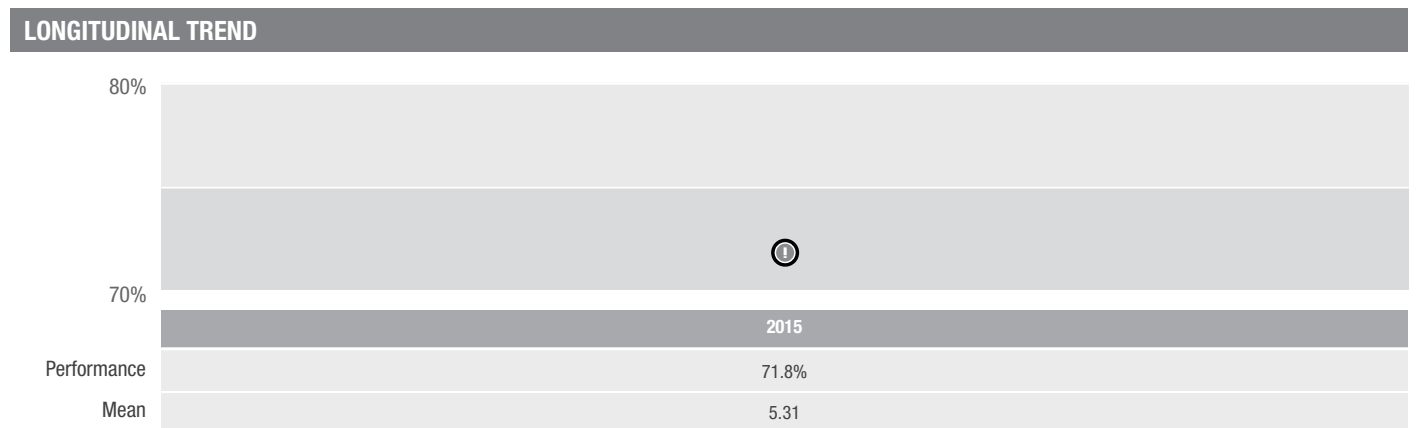 LONGITUDINAL TREND
80%
!
70%
2015
Performance 71.8%
Mean 5.31